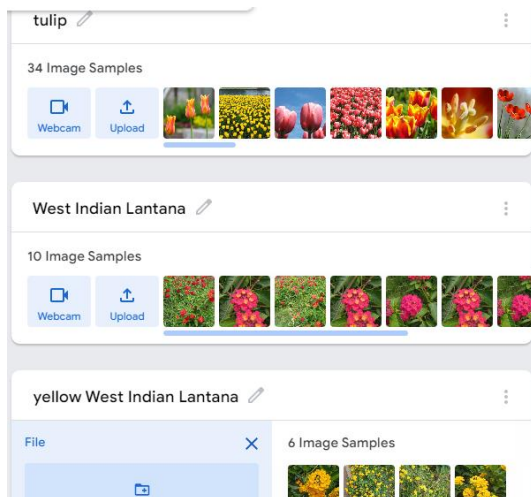 tulip
34 Image Samples
Webcam
Upload
West Indian Lantana
10 Image Samples
Webcam
Upload
yellow West Indian Lantana
File
6 Image Samples